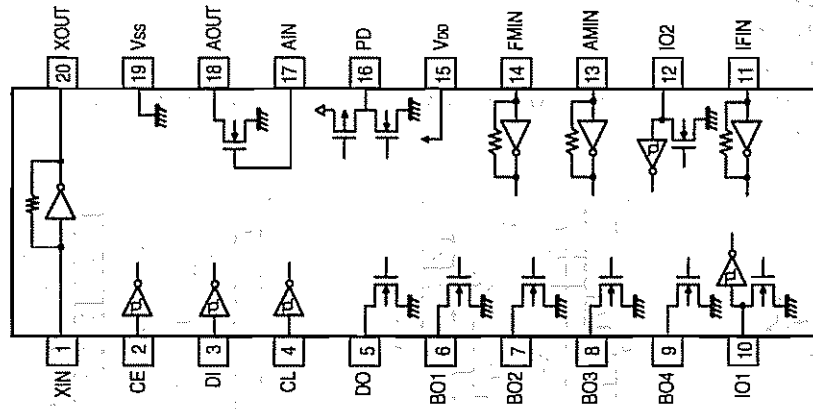 XOUT
VSS
AOUT
AIN
PD
VDD
FMIN
AMIN
IO2
IFIN
20
19
18
17
16
15
14
13
12
11
1
2
3
4
5
6
7
8
9
10
XIN
CE
DI
CL
DO
BO1
BO2
BO3
BO4
IO1